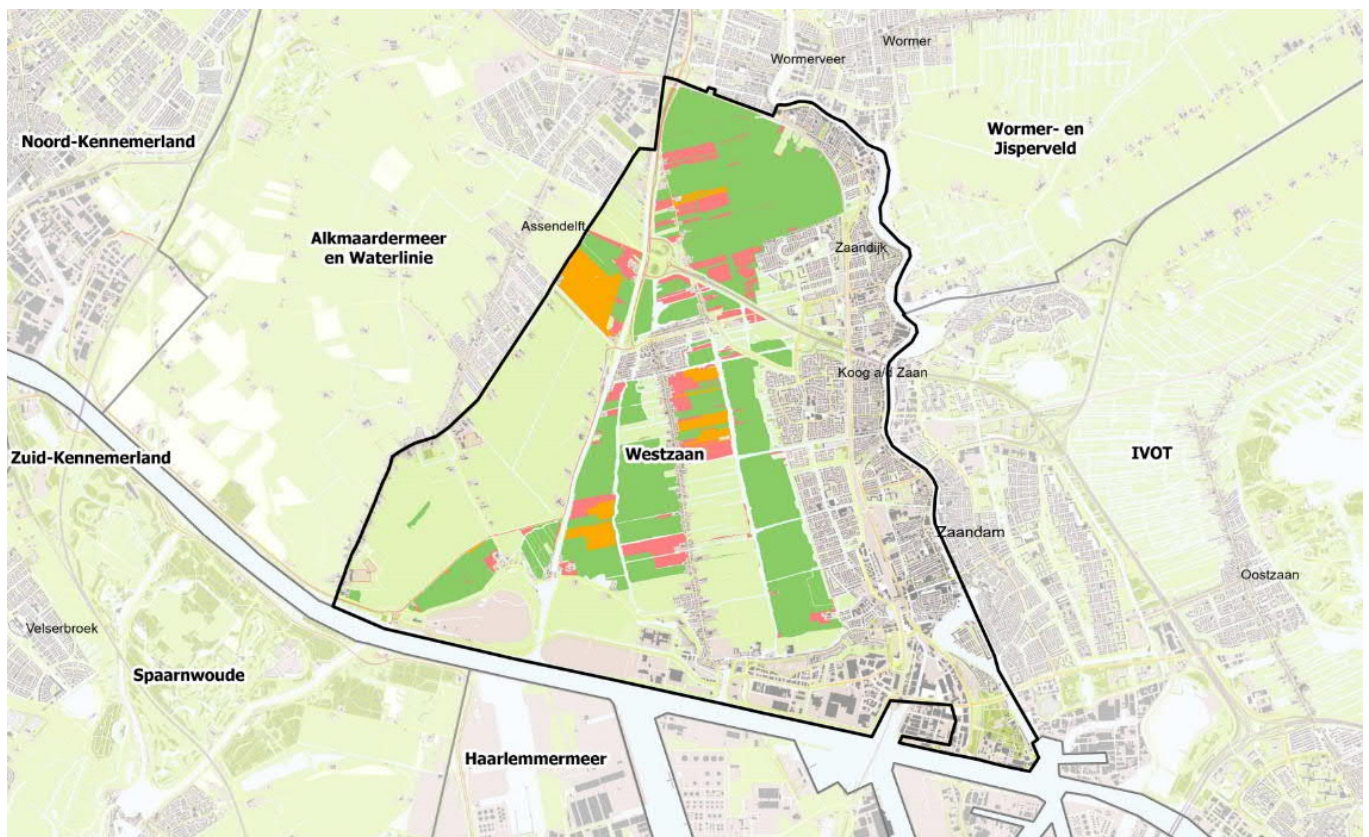 Wormer
Wormerveer
Noord-Kennemerland
Wormer- en
Jisperveld
Assendelft
Alkmaardermeer
en Waterlinie
Zaandijk
Koog a/d Zaan
Zuid-Kennemerland
Westzaan
IVOT
Zaandam
Oostzaan
Velserbroek
Spaarnwoude
Haarlemmermeer